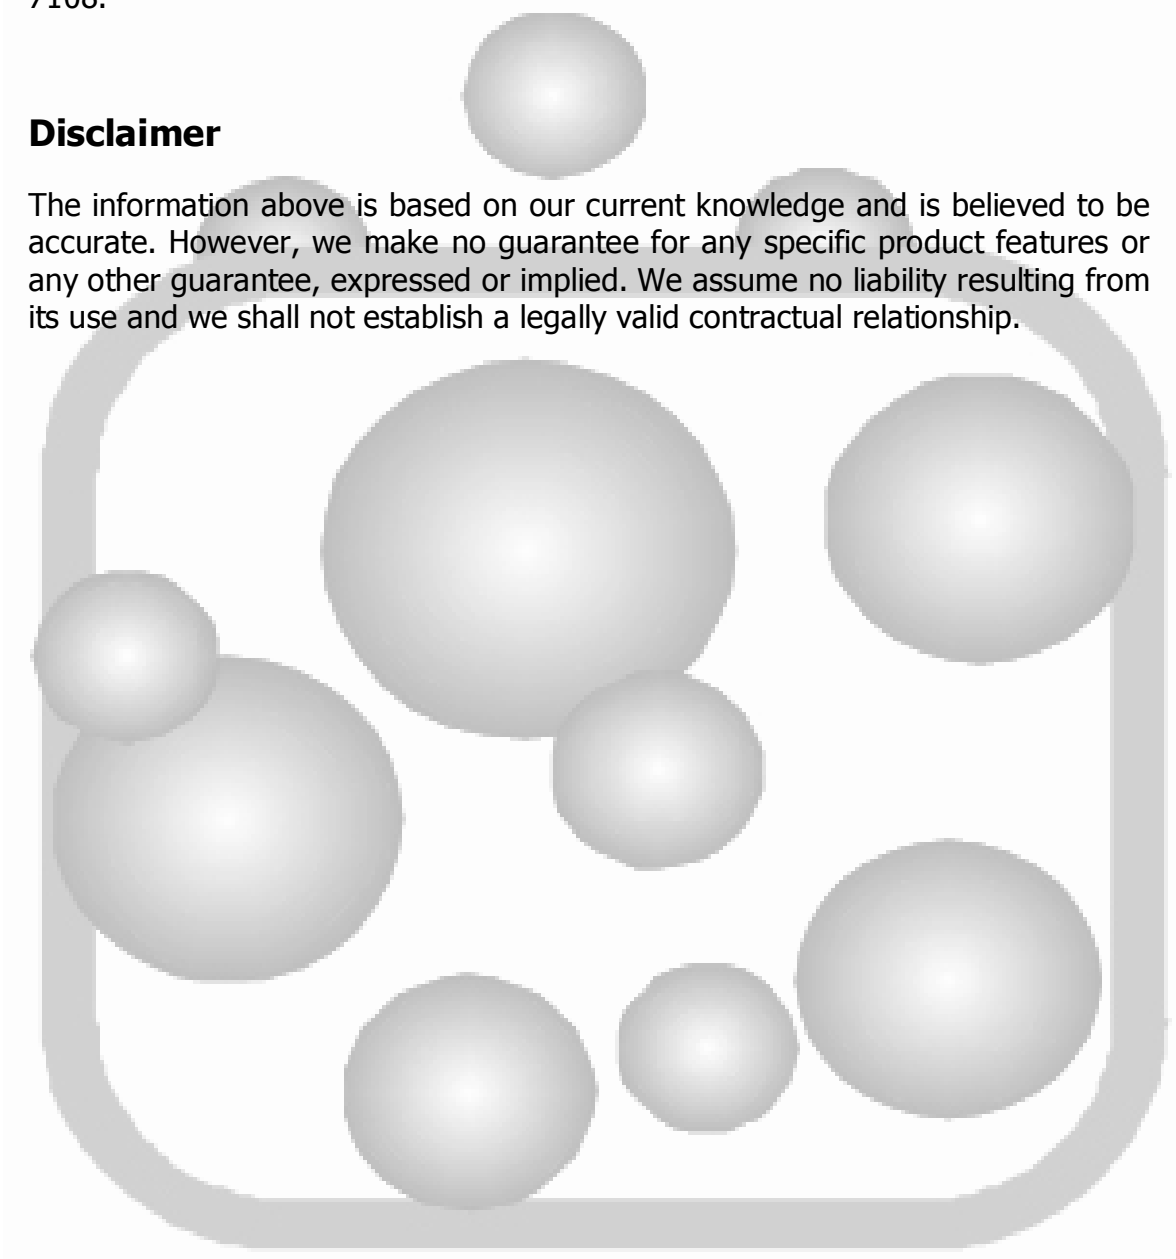 7108.
Disclaimer
The information above is based on our current knowledge and is believed to be
accurate. However, we make no guarantee for any specific product features or
any other guarantee, expressed or implied. We assume no liability resulting from
its use and we shall not establish a legally valid contractual relationship.